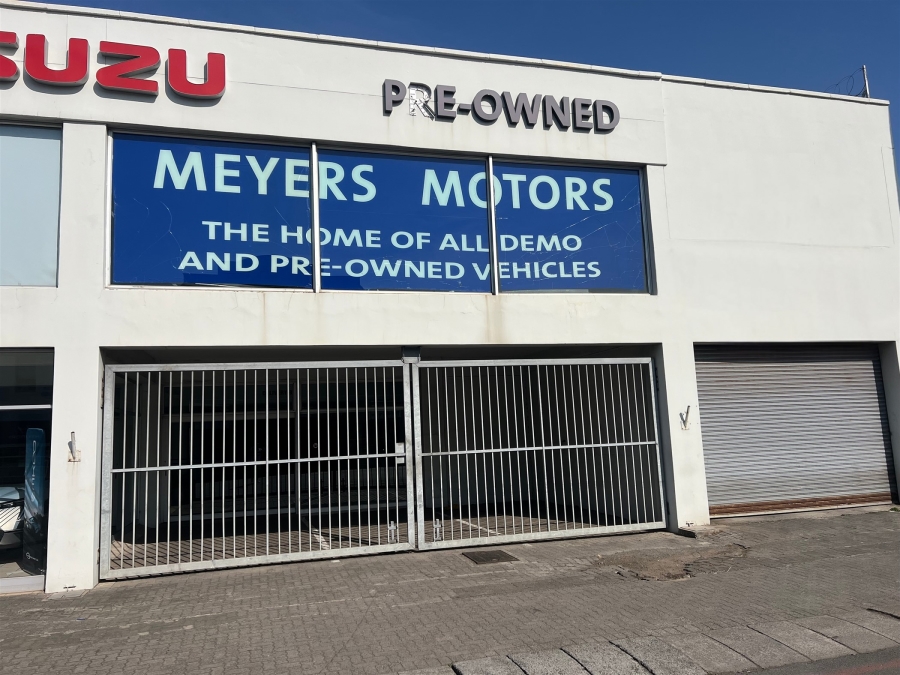 SUZU
PRE-OWNED
MEYERS MOTORS
THE HOME OF ALL DEMO
AND PRE-OWNED VEHICLES